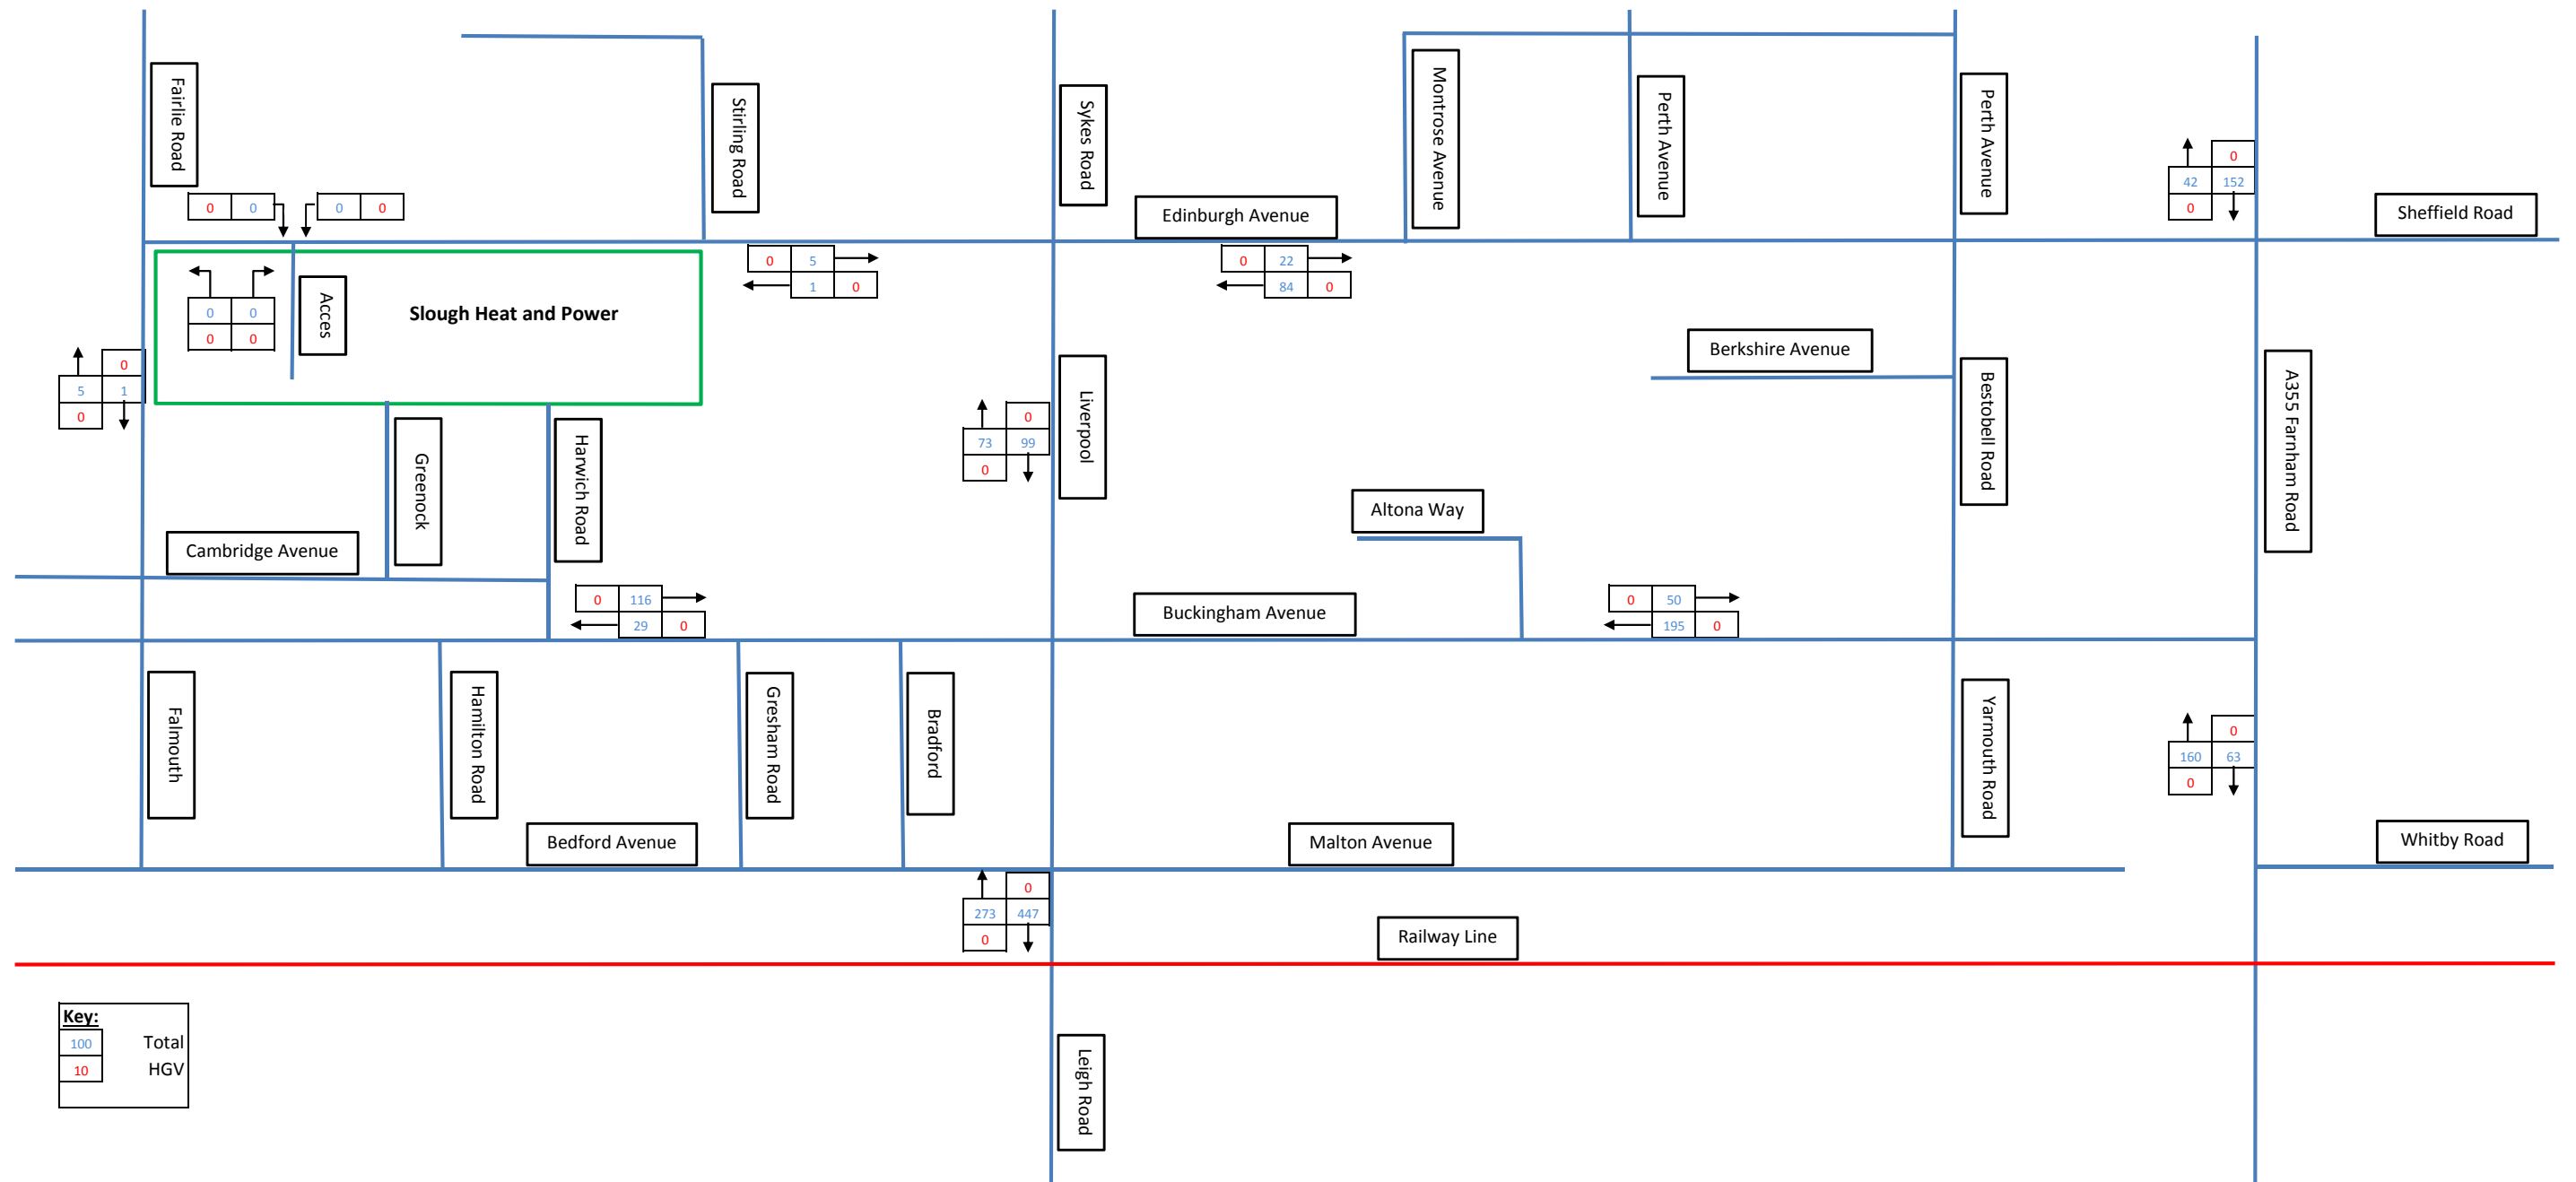 Fairlie Road
Stirling Road
Sykes Road
Montrose Avenue
Perth Avenue
Perth Avenue
0
42 152
0
Sheffield Road
0 0
0 0
Edinburgh Avenue
0 5
1 0
0 22
84 0
0 0
0 0
Acces
Slough Heat and Power
0
5 1
0
Berkshire Avenue
Liverpool
Bestobell Road
A355 Farnham Road
0
73 99
0
Greenock
Harwich Road
Altona Way
Cambridge Avenue
0 116
29 0
Buckingham Avenue
0 50
195 0
Falmouth
Hamilton Road
Gresham Road
Bradford
Yarmouth Road
0
160 63
0
Bedford Avenue
Malton Avenue
Whitby Road
0
273 447
0
Railway Line
Key:
100 Total
10 HGV
Leigh Road